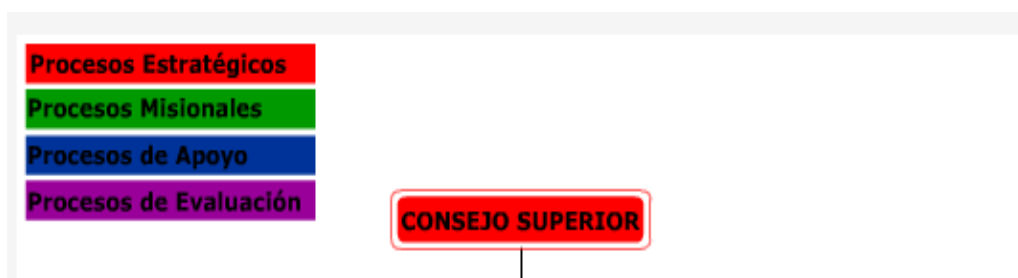 Procesos Estratégicos
Procesos Misionales
Procesos de Apoyo
Procesos de Evaluación
CONSEJO SUPERIOR